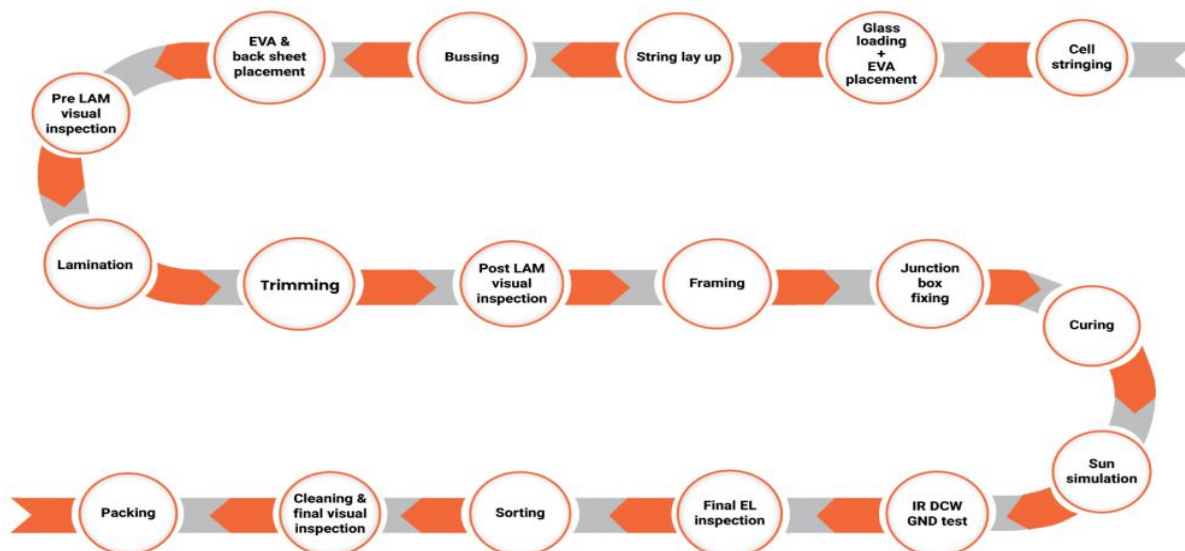 Cell
stringing
Glass
loading
+
EVA
placement
String lay up
Bussing
EVA &
back sheet
placement
Pre LAM
visual
inspection
Lamination
Trimming
Post LAM
visual
inspection
Framing
Junction
box
fixing
Curing
Sun
simulation
IR DCW
GND test
Final EL
inspection
Sorting
Cleaning &
final visual
inspection
Packing